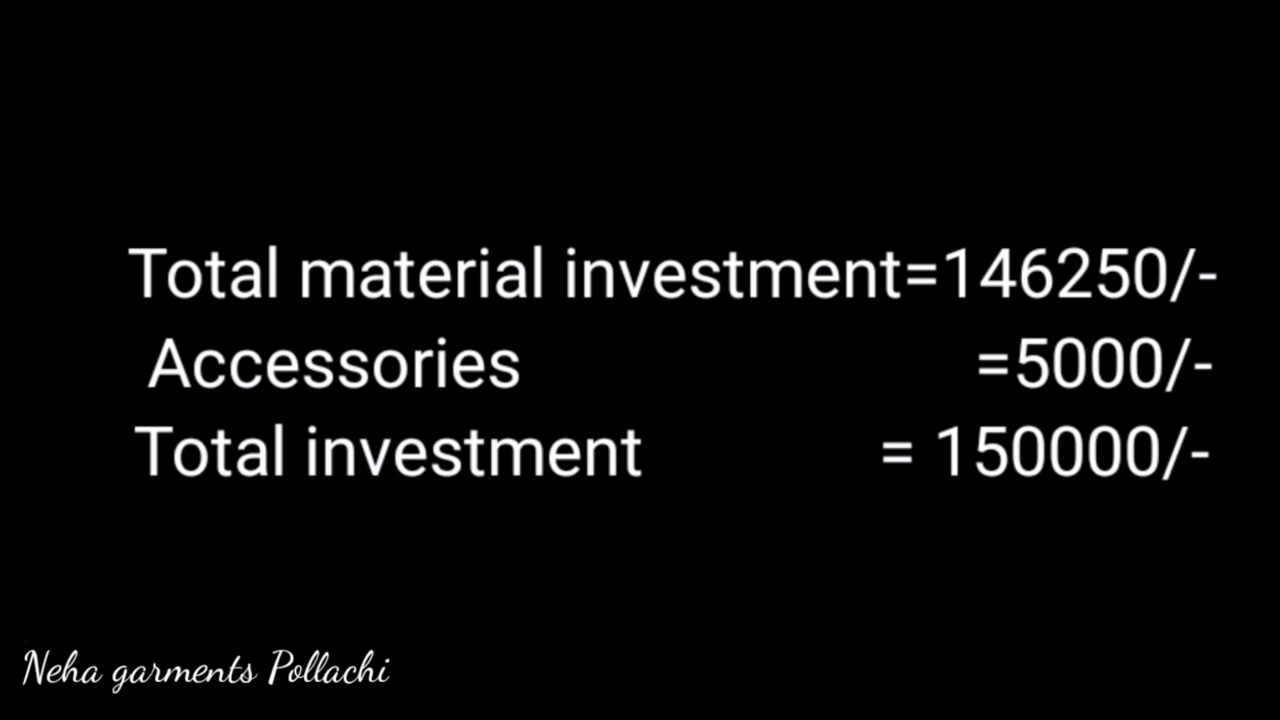 Total material investment=146250/-
Accessories =5000/-
Total investment = 150000/-
Neha garments Pollachi